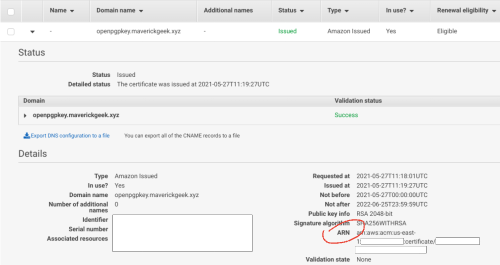 Name Domain name Additional names Status Type In use? Renewal eligibility
- openpgpkey.maverickgeek.xyz - Issued Amazon Issued Yes Eligible
Status
Status Issued
Detailed status The certificate was issued at 2021-05-27T11:19:27UTC
Domain Validation status
openpgpkey.maverickgeek.xyz Success
Export DNS configuration to a file You can export all of the CNAME records to a file
Details
Type Amazon Issued
In use? Yes
Domain name openpgpkey.maverickgeek.xyz
Number of additional
names 0
Identifier
Serial number
Associated resources
Requested at 2021-05-27T11:18:01UTC
Issued at 2021-05-27T11:19:27UTC
Not before 2021-05-27T00:00:00UTC
Not after 2022-06-25T23:59:59UTC
Public key info RSA 2048-bit
Signature algorithm SHA256WITHRSA
ARN arn:aws:acm:us-east-
1: :certificate/
Validation state None